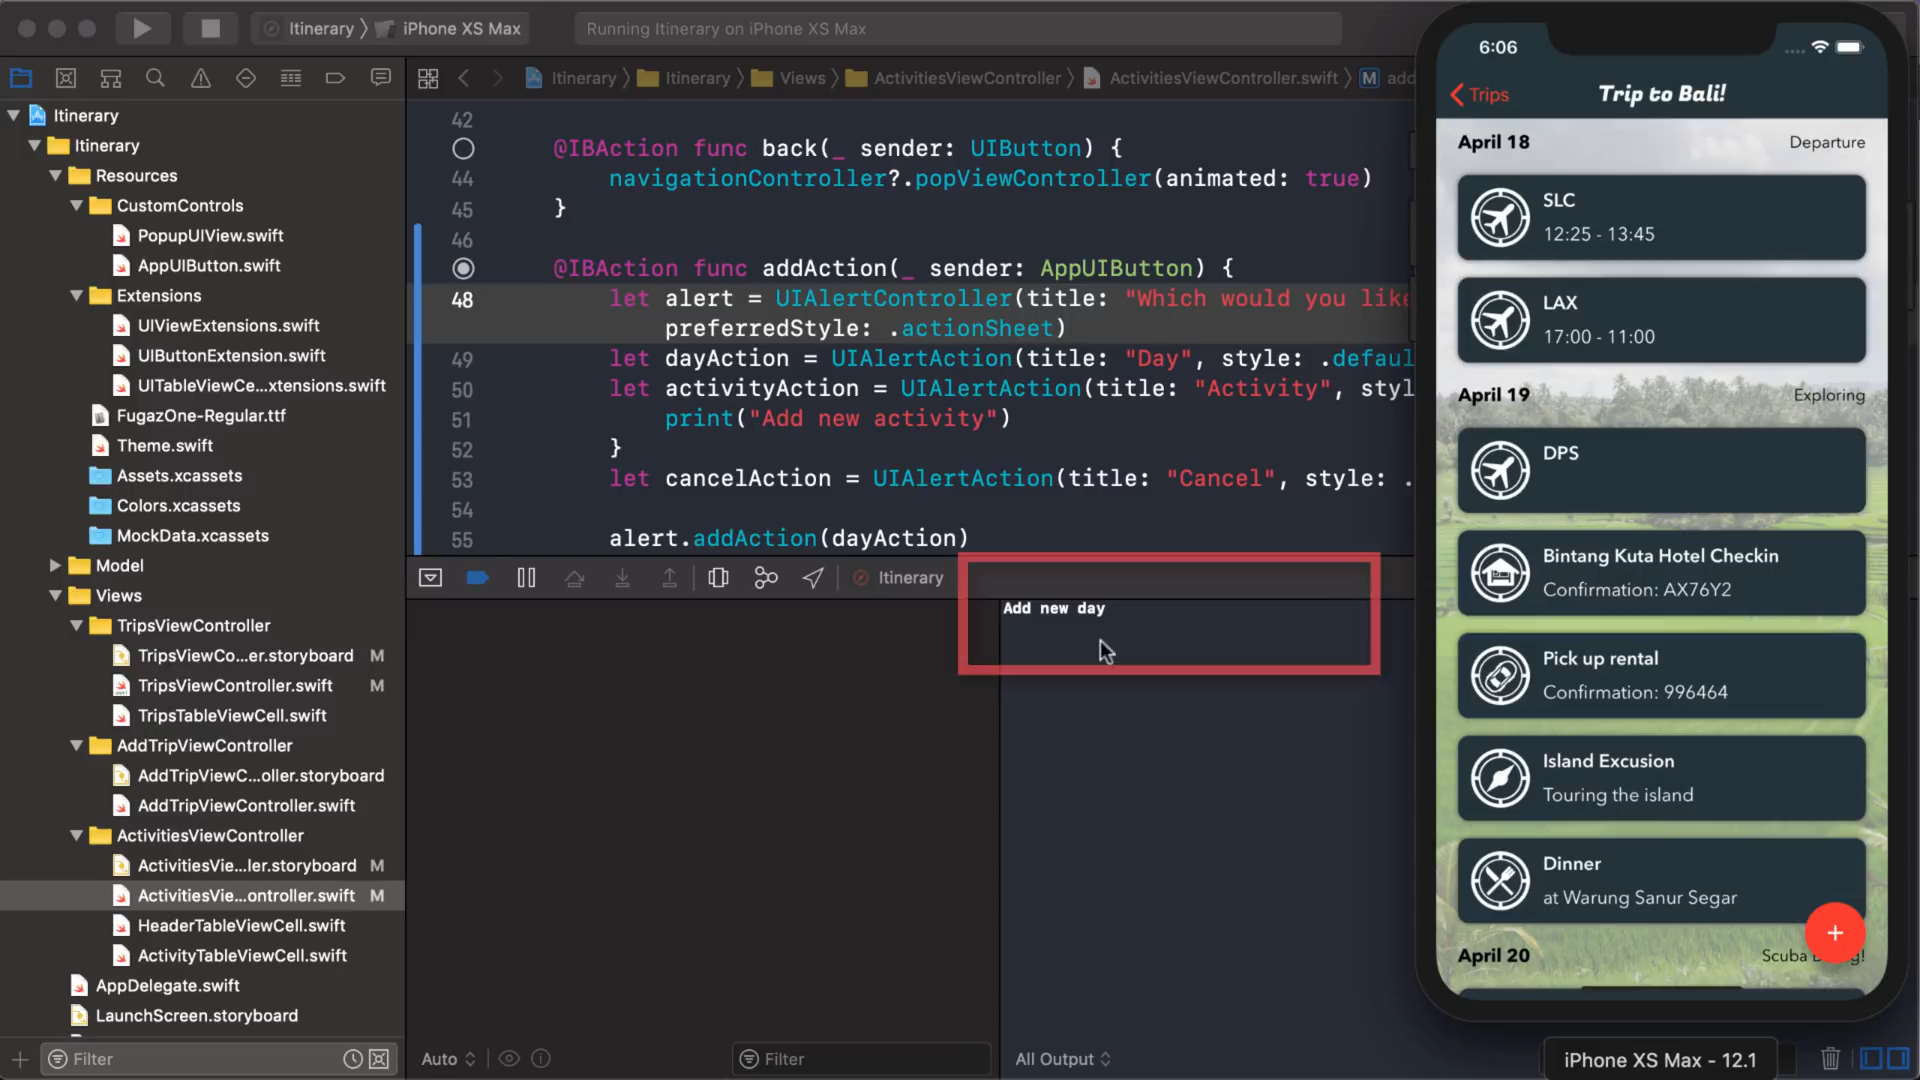 Itinerary 〉 iPhone XS Max
Running Itinerary on iPhone XS Max
Itinerary 〉 Itinerary 〉 Views 〉 ActivitiesViewController 〉 ActivitiesViewController.swift 〉 M add
Itinerary
Itinerary
Resources
CustomControls
PopupUIView.swift
AppUIButton.swift
Extensions
UIViewExtensions.swift
UIButtonExtension.swift
UITableViewCe...xtensions.swift
FugazOne-Regular.ttf
Theme.swift
Assets.xcassets
Colors.xcassets
MockData.xcassets
Model
Views
TripsViewController
TripsViewCo...er.storyboard M
TripsViewController.swift M
TripsTableViewCell.swift
AddTripViewController
AddTripViewC...oller.storyboard
AddTripViewController.swift
ActivitiesViewController
ActivitiesVie...ler.storyboard M
ActivitiesVie...ontroller.swift M
HeaderTableViewCell.swift
ActivityTableViewCell.swift
AppDelegate.swift
LaunchScreen.storyboard
Filter
42
@IBAction func back(_ sender: UIButton) {
44 navigationController?.popViewController(animated: true)
45 }
46
@IBAction func addAction(_ sender: AppUIButton) {
48 let alert = UIAlertController(title: "Which would you like
preferredStyle: .actionSheet)
49 let dayAction = UIAlertAction(title: "Day", style: .defaul
50 let activityAction = UIAlertAction(title: "Activity", styl
51 print("Add new activity")
52 }
53 let cancelAction = UIAlertAction(title: "Cancel", style: .
54
55 alert.addAction(dayAction)
Itinerary
Add new day
Auto
Filter
All Output
6:06
Trips
Trip to Bali!
April 18 Departure
SLC
12:25 - 13:45
LAX
17:00 - 11:00
April 19 Exploring
DPS
Bintang Kuta Hotel Checkin
Confirmation: AX76Y2
Pick up rental
Confirmation: 996464
Island Excusion
Touring the island
Dinner
at Warung Sanur Segar
+
April 20 Scuba
iPhone XS Max - 12.1